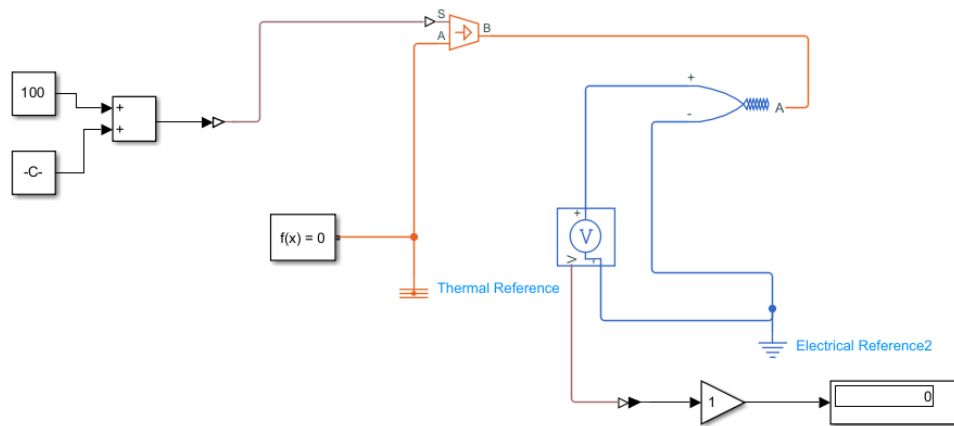 S
A
B
100
+
+
-C-
+
-
A
f(x) = 0
+
V
V
-
Thermal Reference
Electrical Reference2
1
0